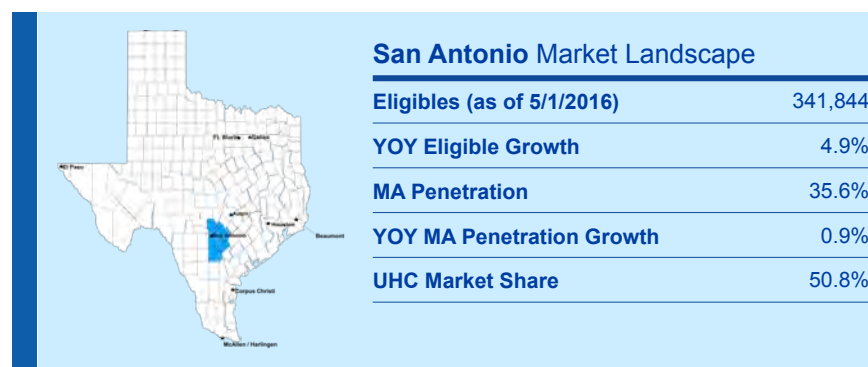 San Antonio Market Landscape
Eligibles (as of 5/1/2016) 341,844
YOY Eligible Growth 4.9%
MA Penetration 35.6%
YOY MA Penetration Growth 0.9%
UHC Market Share 50.8%
Ft. Worth Dallas
El Paso
Austin
Houston
San Antonio
Beaumont
Corpus Christi
McAllen / Harlingen